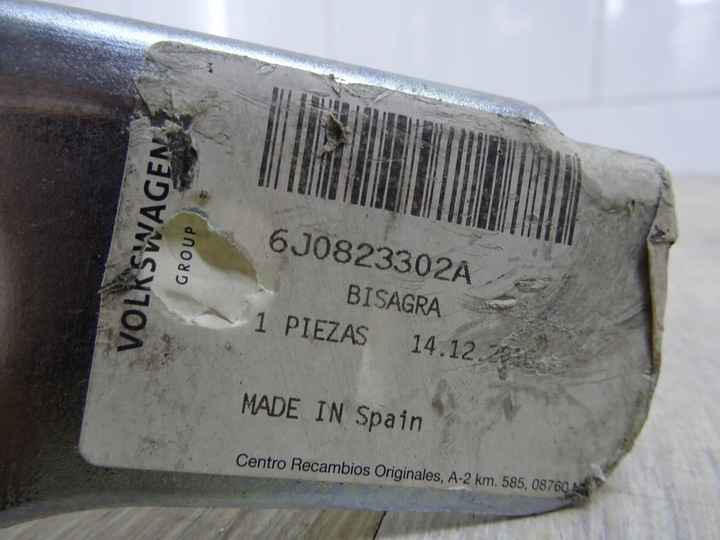 VOLKSWAGEN
GROUP
6J0823302A
BISAGRA
1 PIEZAS 14.12.
MADE IN Spain
Centro Recambios Originales, A-2 km. 585, 08760